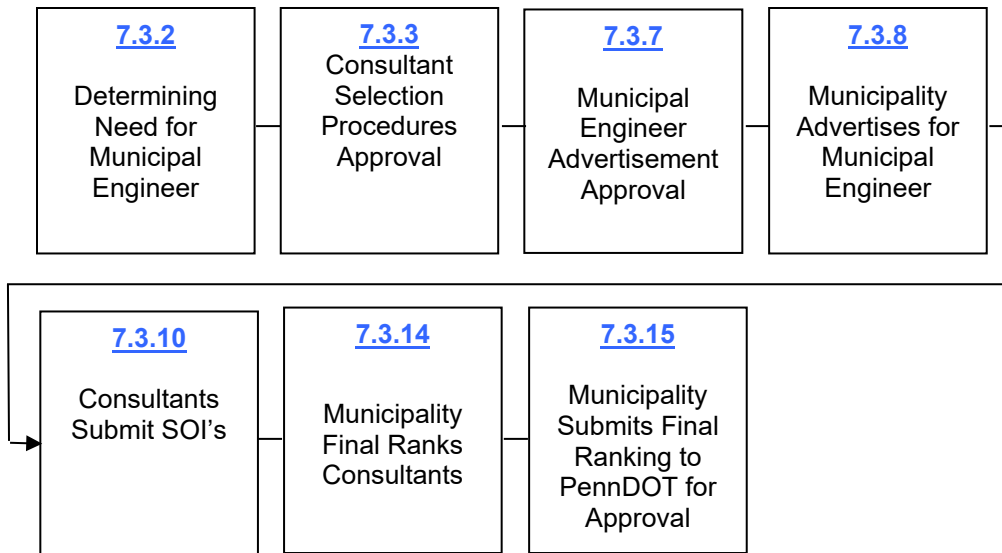 7.3.2
Determining
Need for
Municipal
Engineer
7.3.3
Consultant
Selection
Procedures
Approval
7.3.7
Municipal
Engineer
Advertisement
Approval
7.3.8
Municipality
Advertises for
Municipal
Engineer
7.3.10
Consultants
Submit SOI’s
7.3.14
Municipality
Final Ranks
Consultants
7.3.15
Municipality
Submits Final
Ranking to
PennDOT for
Approval